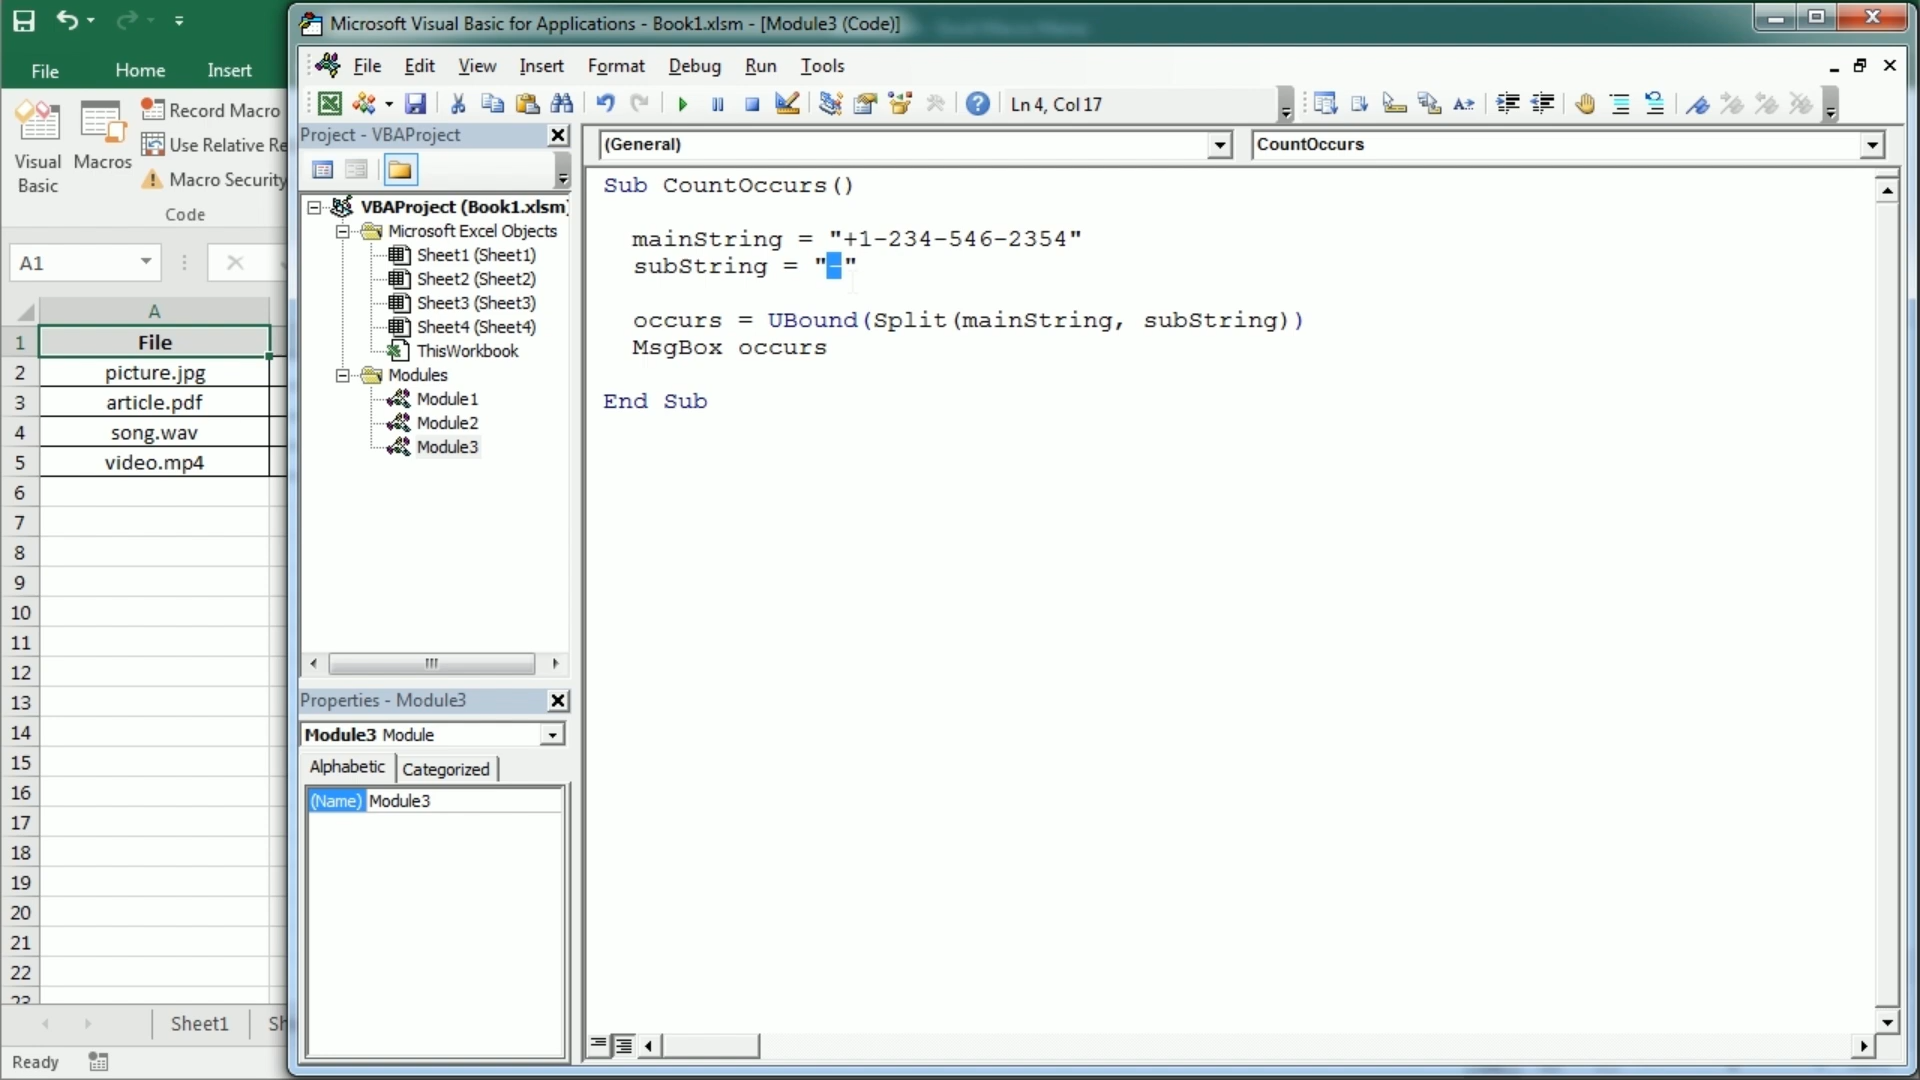 Microsoft Visual Basic for Applications - Book1.xlsm - [Module3 (Code)]
File Home Insert
File Edit View Insert Format Debug Run Tools
Visual Basic
Macros
Record Macro
Use Relative Re
Macro Security
Code
Ln 4, Col 17
Project - VBAProject
(General)
CountOccurs
A1
VBAProject (Book1.xlsm)
Microsoft Excel Objects
Sheet1 (Sheet1)
Sheet2 (Sheet2)
Sheet3 (Sheet3)
Sheet4 (Sheet4)
ThisWorkbook
Modules
Module1
Module2
Module3
Sub CountOccurs()
mainString = "+1-234-546-2354"
subString = "-"
occurs = UBound(Split(mainString, subString))
MsgBox occurs
End Sub
A
1 File
2 picture.jpg
3 article.pdf
4 song.wav
5 video.mp4
6
7
8
9
10
11
12
13
14
15
16
17
18
19
20
21
22
23
Properties - Module3
Module3 Module
Alphabetic Categorized
(Name) Module3
Sheet1 Sh
Ready